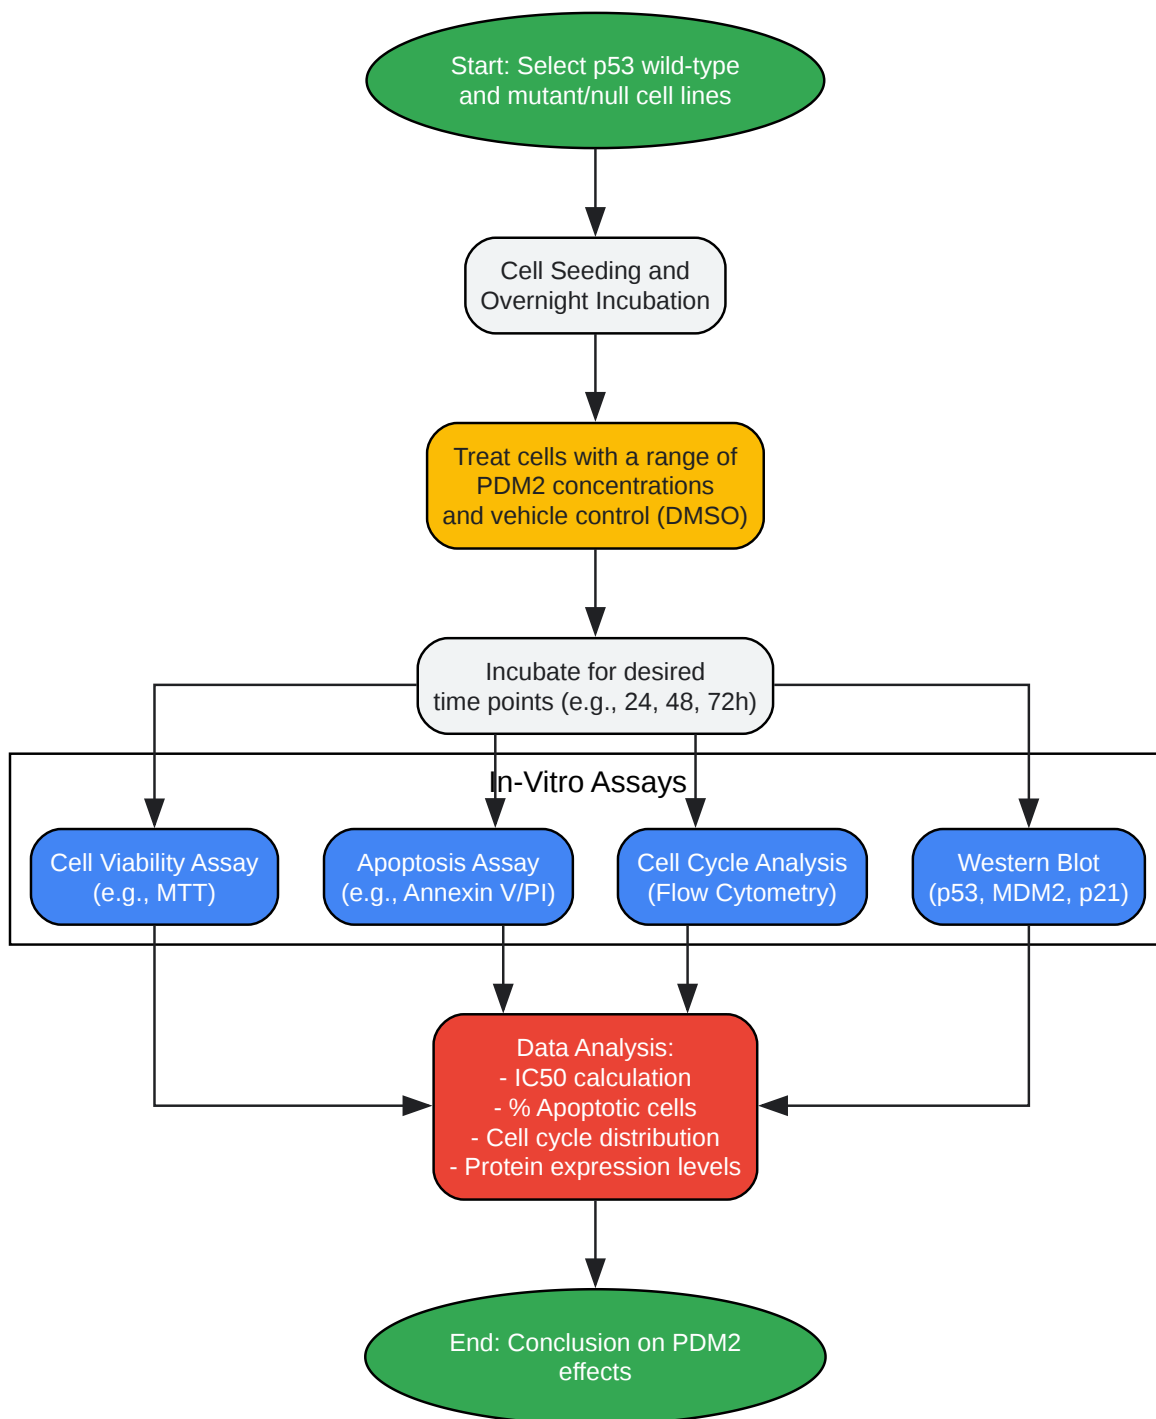 Start: Select p53 wild-type
and mutant/null cell lines
Cell Seeding and
Overnight Incubation
Treat cells with a range of
PDM2 concentrations
and vehicle control (DMSO)
Incubate for desired
time points (e.g., 24, 48, 72h)
In-Vitro Assays
Cell Viability Assay
(e.g., MTT)
Apoptosis Assay
(e.g., Annexin V/PI)
Cell Cycle Analysis
(Flow Cytometry)
Western Blot
(p53, MDM2, p21)
Data Analysis:
- IC50 calculation
- % Apoptotic cells
- Cell cycle distribution
- Protein expression levels
End: Conclusion on PDM2
effects